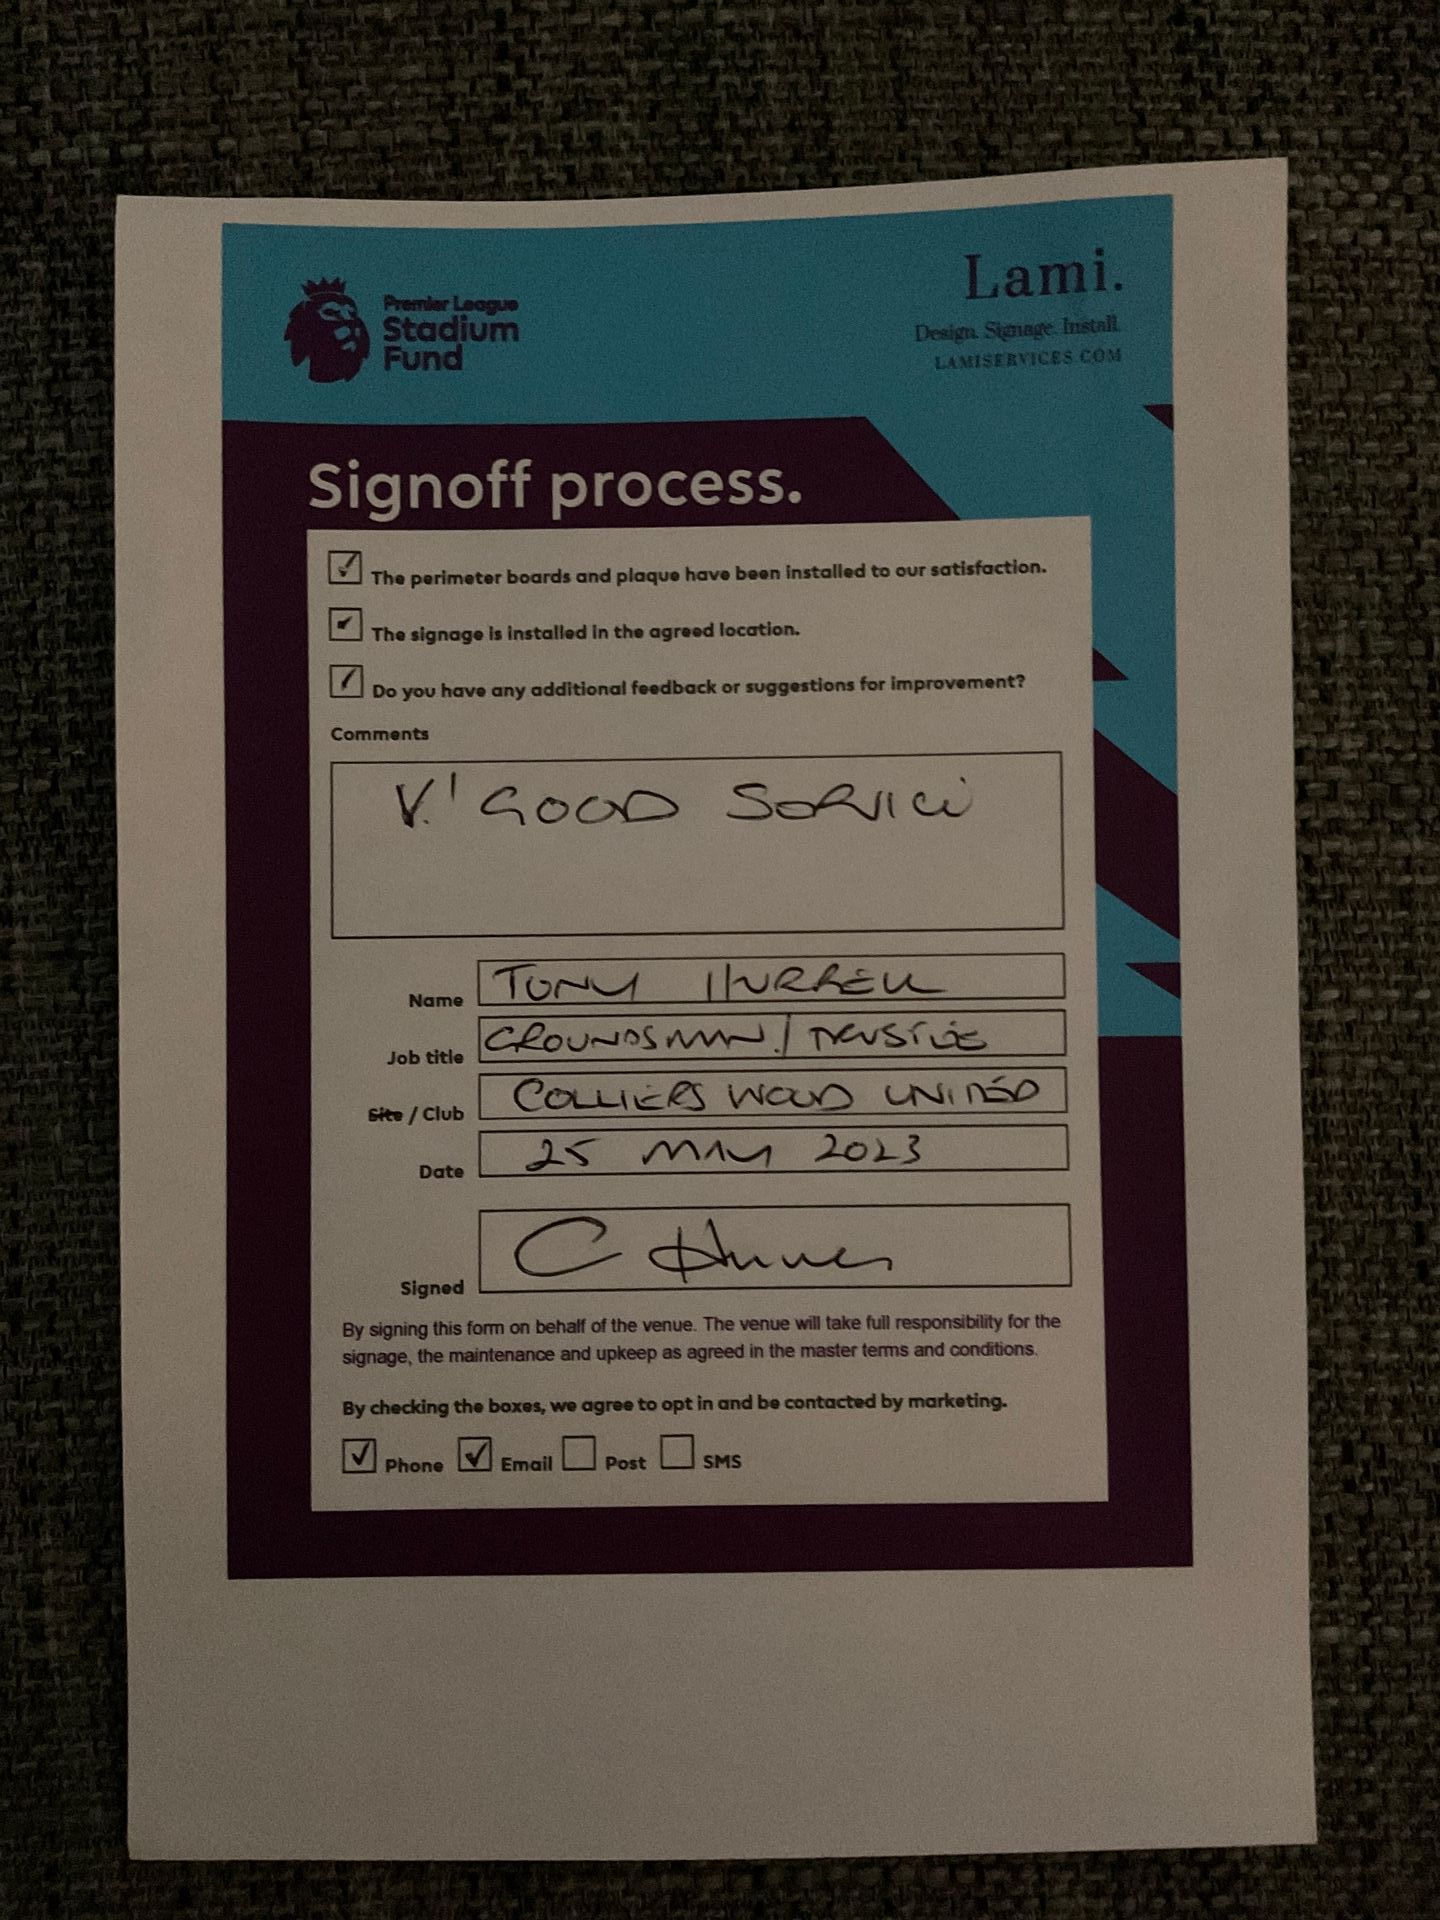 Premier League
Stadium
Fund
Lami.
Design. Signage. Install.
LAMISERVICES.COM
Signoff process.
The perimeter boards and plaque have been installed to our satisfaction.
The signage is installed in the agreed location.
Do you have any additional feedback or suggestions for improvement?
Comments
V. GOOD SERVICE
Name TONY HURRELL
Job title GROUNDSMAN / TRUSTEE
Site / Club COLLIERS WOOD UNITED
Date 25 MAY 2023
Signed
By signing this form on behalf of the venue. The venue will take full responsibility for the
signage, the maintenance and upkeep as agreed in the master terms and conditions.
By checking the boxes, we agree to opt in and be contacted by marketing.
Phone Email Post SMS